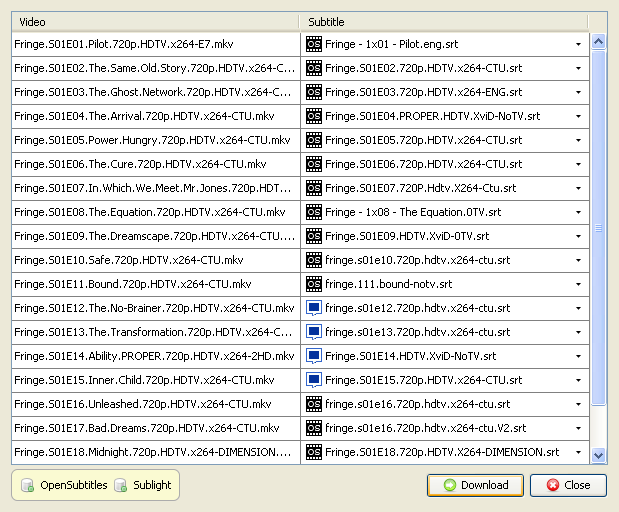 Video Subtitle
Fringe.S01E01.Pilot.720p.HDTV.x264-E7.mkv OS Fringe - 1x01 - Pilot.eng.srt
Fringe.S01E02.The.Same.Old.Story.720p.HDTV.x264-C... OS Fringe.S01E02.720p.HDTV.x264-CTU.srt
Fringe.S01E03.The.Ghost.Network.720p.HDTV.x264-C... OS Fringe.S01E03.720p.HDTV.x264-ENG.srt
Fringe.S01E04.The.Arrival.720p.HDTV.x264-CTU.mkv OS Fringe.S01E04.PROPER.HDTV.XviD-NoTV.srt
Fringe.S01E05.Power.Hungry.720p.HDTV.x264-CTU.mkv OS Fringe.S01E05.720p.HDTV.x264-CTU.srt
Fringe.S01E06.The.Cure.720p.HDTV.x264-CTU.mkv OS Fringe.S01E06.720p.HDTV.x264-CTU.srt
Fringe.S01E07.In.Which.We.Meet.Mr.Jones.720p.HDT... OS Fringe.S01E07.720P.Hdtv.X264-Ctu.srt
Fringe.S01E08.The.Equation.720p.HDTV.x264-CTU.mkv OS Fringe - 1x08 - The Equation.0TV.srt
Fringe.S01E09.The.Dreamscape.720p.HDTV.x264-CTU.... OS Fringe.S01E09.HDTV.XviD-0TV.srt
Fringe.S01E10.Safe.720p.HDTV.x264-CTU.mkv OS fringe.s01e10.720p.hdtv.x264-ctu.srt
Fringe.S01E11.Bound.720p.HDTV.x264-CTU.mkv OS fringe.111.bound-notv.srt
Fringe.S01E12.The.No-Brainer.720p.HDTV.x264-CTU.mkv fringe.s01e12.720p.hdtv.x264-ctu.srt
Fringe.S01E13.The.Transformation.720p.HDTV.x264-C... fringe.s01e13.720p.hdtv.x264-ctu.srt
Fringe.S01E14.Ability.PROPER.720p.HDTV.x264-2HD.mkv Fringe.S01E14.HDTV.XviD-NoTV.srt
Fringe.S01E15.Inner.Child.720p.HDTV.x264-CTU.mkv Fringe.S01E15.720p.HDTV.x264-CTU.srt
Fringe.S01E16.Unleashed.720p.HDTV.x264-CTU.mkv OS fringe.s01e16.720p.hdtv.x264-ctu.srt
Fringe.S01E17.Bad.Dreams.720p.HDTV.x264-CTU.mkv OS fringe.s01e16.720p.hdtv.x264-ctu.V2.srt
Fringe.S01E18.Midnight.720p.HDTV.X264-DIMENSION.... OS Fringe.S01E18.720p.HDTV.X264-DIMENSION.srt
OpenSubtitles Sublight Download Close